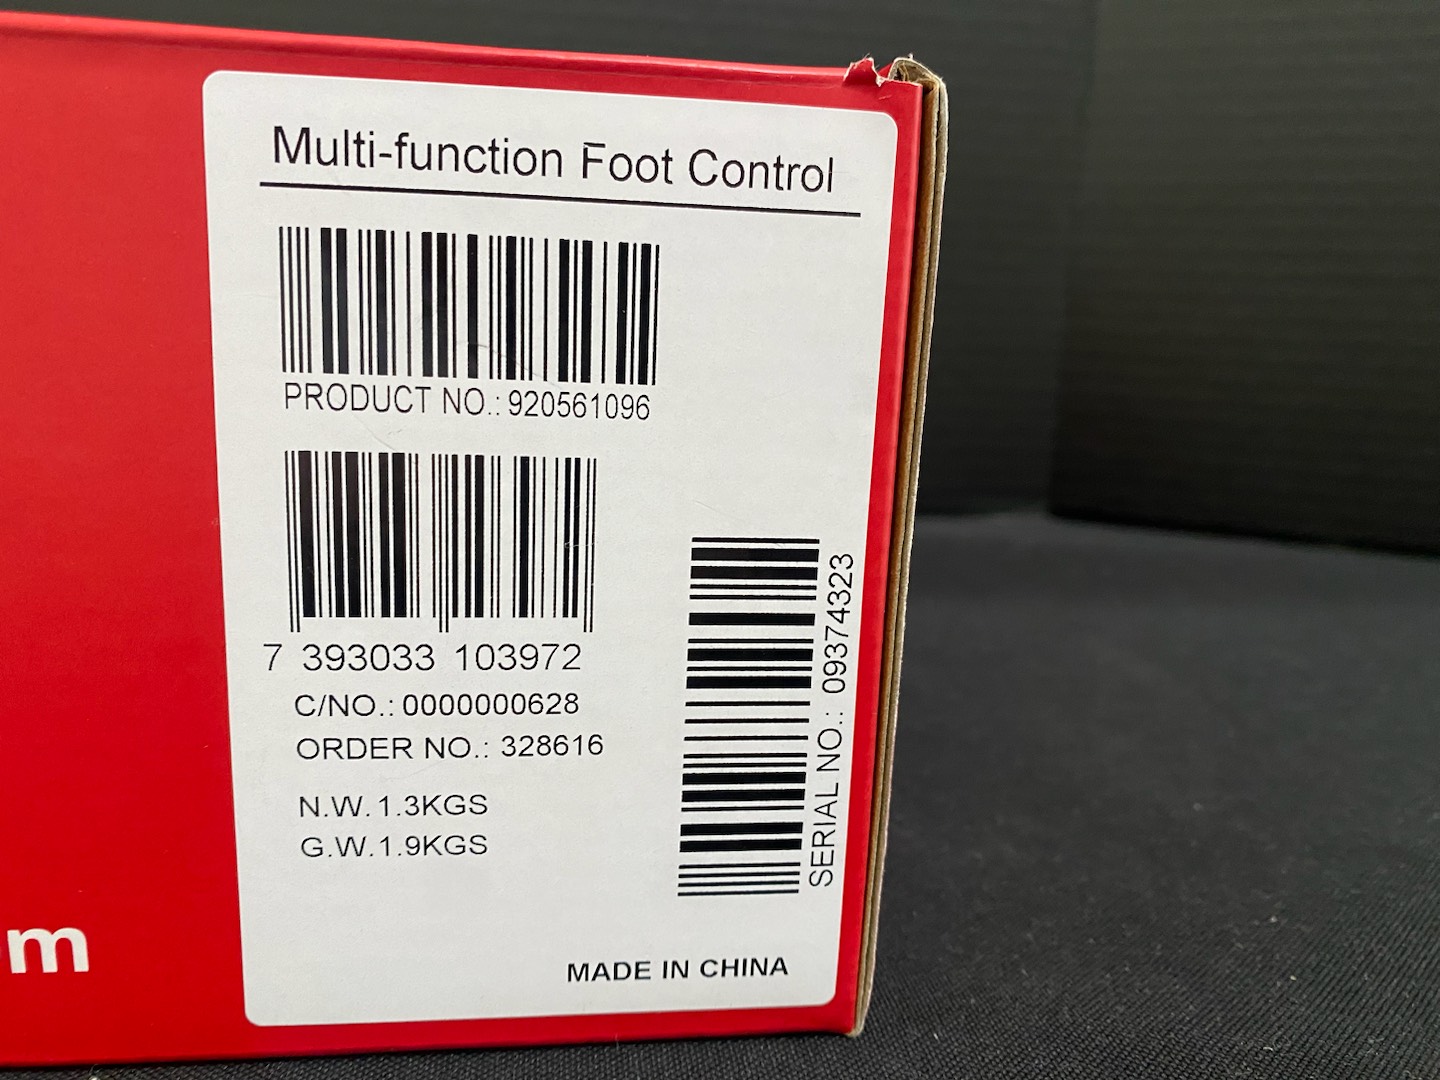 Multi-function Foot Control
PRODUCT NO.: 920561096
7 393033 103972
C/NO.: 0000000628
ORDER NO.: 328616
N.W.1.3KGS
G.W.1.9KGS
SERIAL NO.: 09374323
MADE IN CHINA